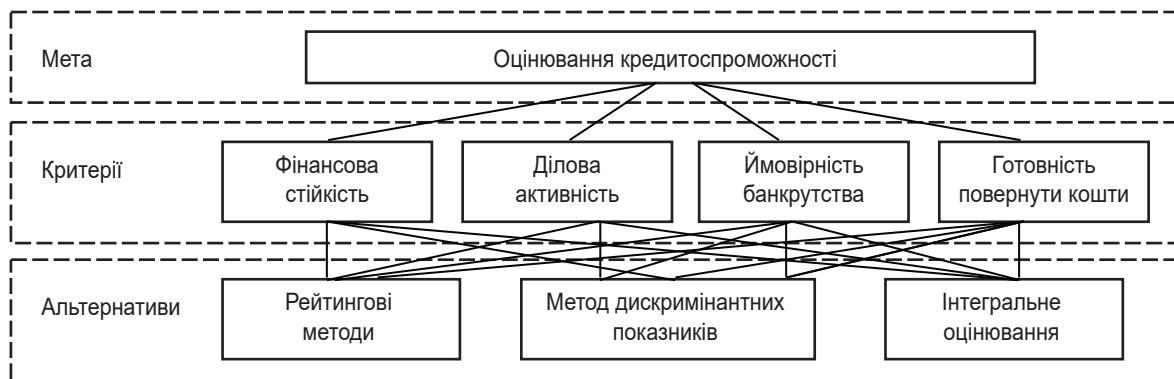 Мета
Оцінювання кредитоспроможності
Критерії
Фінансова
стійкість
Ділова
активність
Ймовірність
банкрутства
Готовність
повернути кошти
Альтернативи
Рейтингові
методи
Метод дискримінантних
показників
Інтегральне
оцінювання